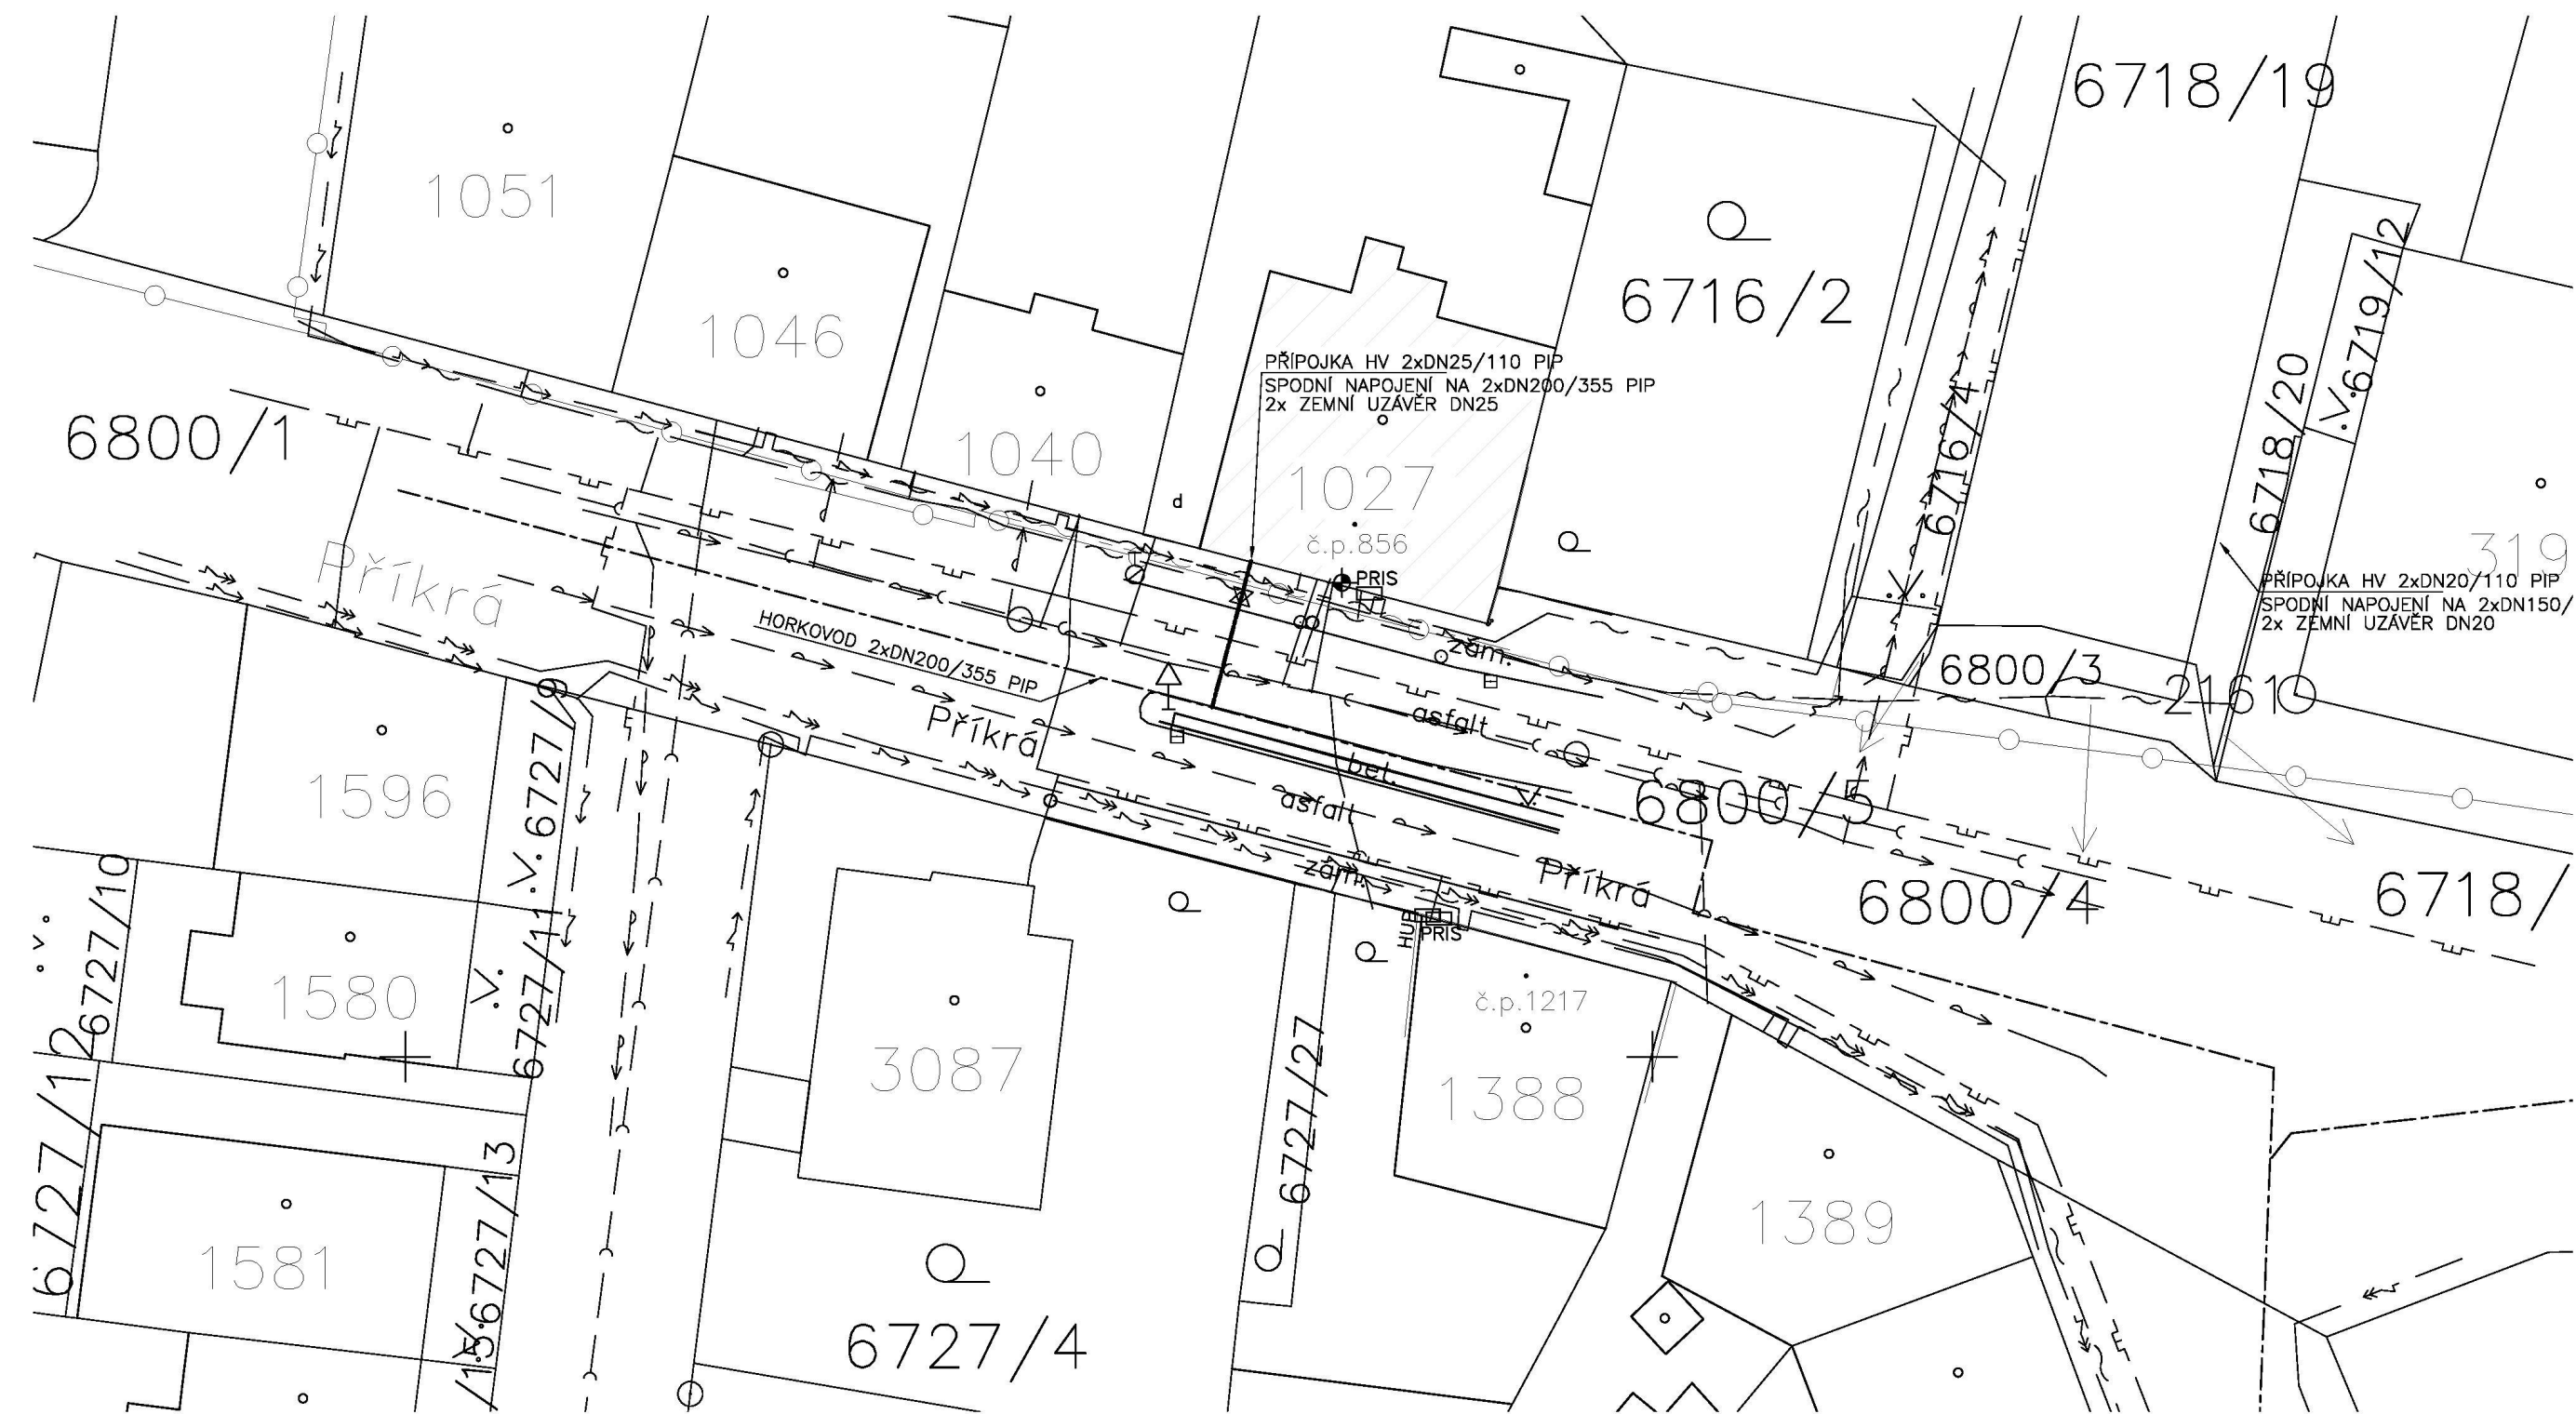 6718/19
1051
6716/2
6719/12
1046
PŘÍPOJKA HV 2xDN25/110 PIP
SPODNÍ NAPOJENÍ NA 2xDN200/355 PIP
2x ZEMNÍ UZÁVĚR DN25
6718/20
6800/1
1040
6716/4
1027
d
č.p.856
319
Příkrá
PRIS
PŘÍPOJKA HV 2xDN20/110 PIP
SPODNÍ NAPOJENÍ NA 2xDN150/
2x ZEMNÍ UZÁVĚR DN20
HORKOVOD 2xDN200/355 PIP
zám.
6800/3
2161
Příkrá
asfalt
bet.
6727/9
1596
asfalt
6800/5
zám.
Příkrá
6800/4
6718/
6727/10
6727/11
HUP
PRIS
1580
č.p.1217
3087
1388
6727/27
6727/12
6727/13
1389
1581
6727/4